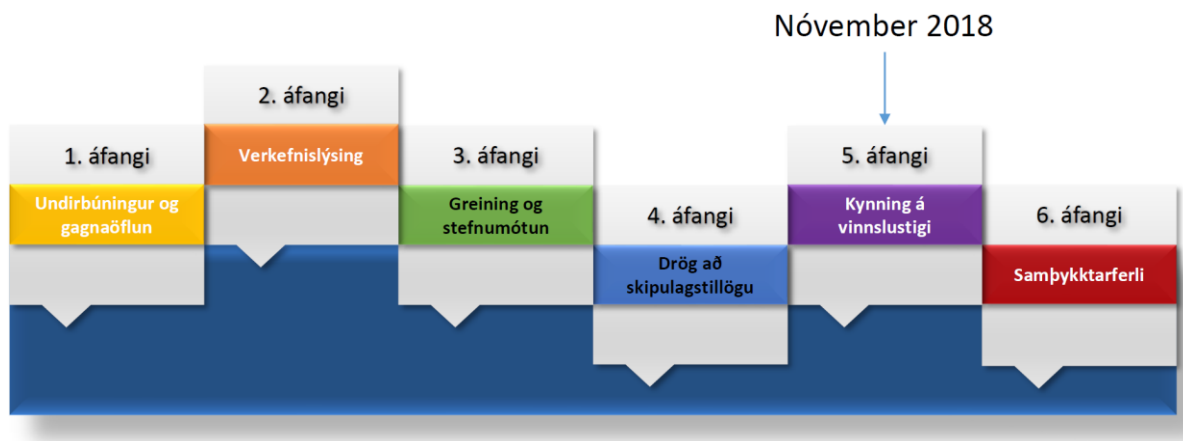 Nóvember 2018
1. áfangi
Undirbúningur og
gagnaöflun
2. áfangi
Verkefnislýsing
3. áfangi
Greining og
stefnumótun
4. áfangi
Drög að
skipulagstillögu
5. áfangi
Kynning á
vinnslustigi
6. áfangi
Samþykktarferli